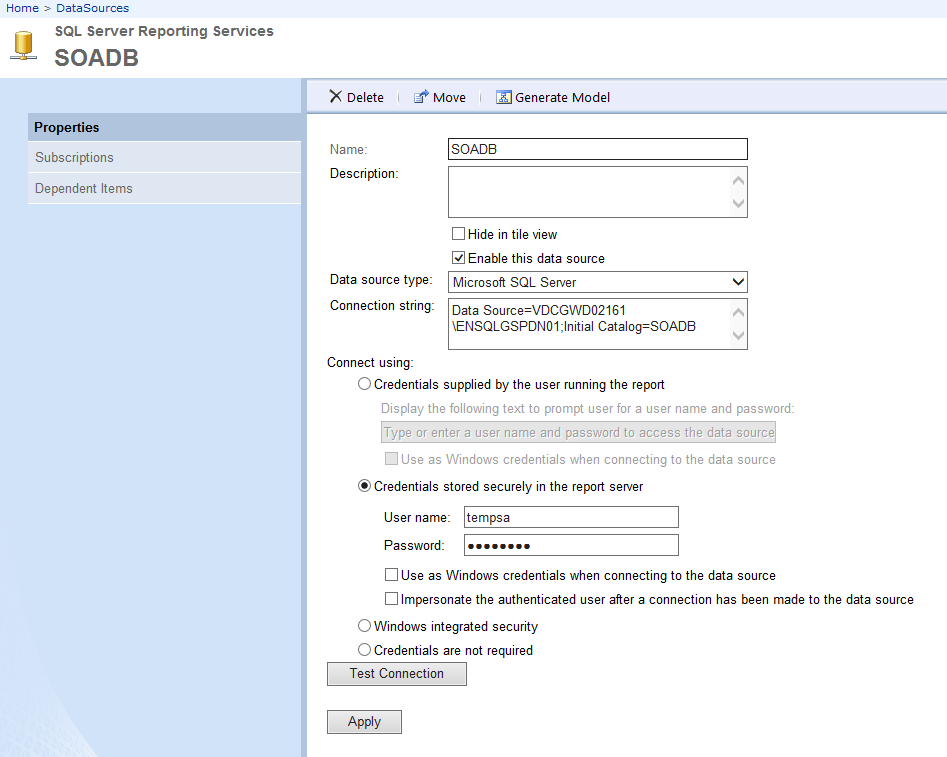 Home > DataSources
SQL Server Reporting Services
SOADB
Delete | Move | Generate Model
Properties
Subscriptions
Dependent Items
Name: SOADB
Description:
Hide in tile view
Enable this data source
Data source type: Microsoft SQL Server
Connection string: Data Source=VDCGWD02161
\ENSQLGSPDN01;Initial Catalog=SOADB
Connect using:
Credentials supplied by the user running the report
Display the following text to prompt user for a user name and password:
Type or enter a user name and password to access the data source
Use as Windows credentials when connecting to the data source
Credentials stored securely in the report server
User name: tempsa
Password: ●●●●●●●●
Use as Windows credentials when connecting to the data source
Impersonate the authenticated user after a connection has been made to the data source
Windows integrated security
Credentials are not required
Test Connection
Apply